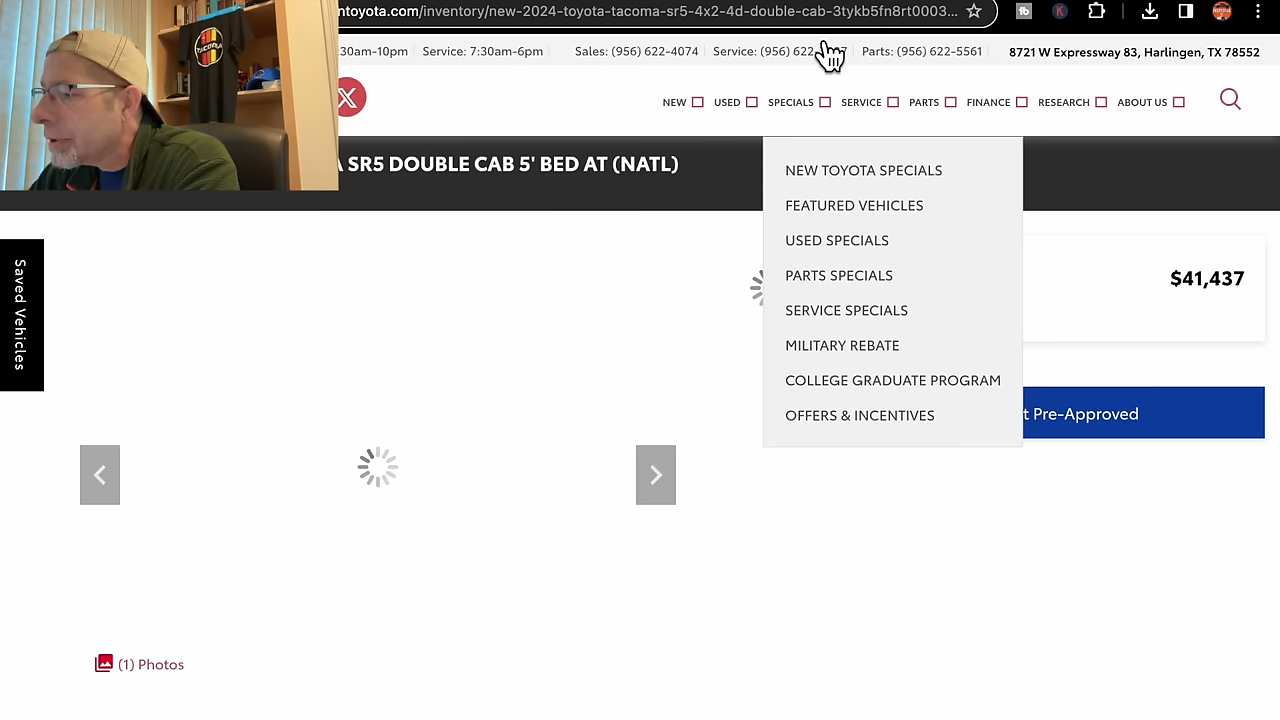 ntoyota.com/inventory/new-2024-toyota-tacoma-sr5-4x2-4d-double-cab-3tykb5fn8rt0003...
:30am-10pm Service: 7:30am-6pm Sales: (956) 622-4074 Service: (956) 622 Parts: (956) 622-5561 8721 W Expressway 83, Harlingen, TX 78552
TACOMA
X
NEW USED SPECIALS SERVICE PARTS FINANCE RESEARCH ABOUT US
A SR5 DOUBLE CAB 5' BED AT (NATL)
NEW TOYOTA SPECIALS
FEATURED VEHICLES
USED SPECIALS
PARTS SPECIALS
SERVICE SPECIALS
MILITARY REBATE
COLLEGE GRADUATE PROGRAM
OFFERS & INCENTIVES
$41,437
t Pre-Approved
Saved Vehicles
(1) Photos